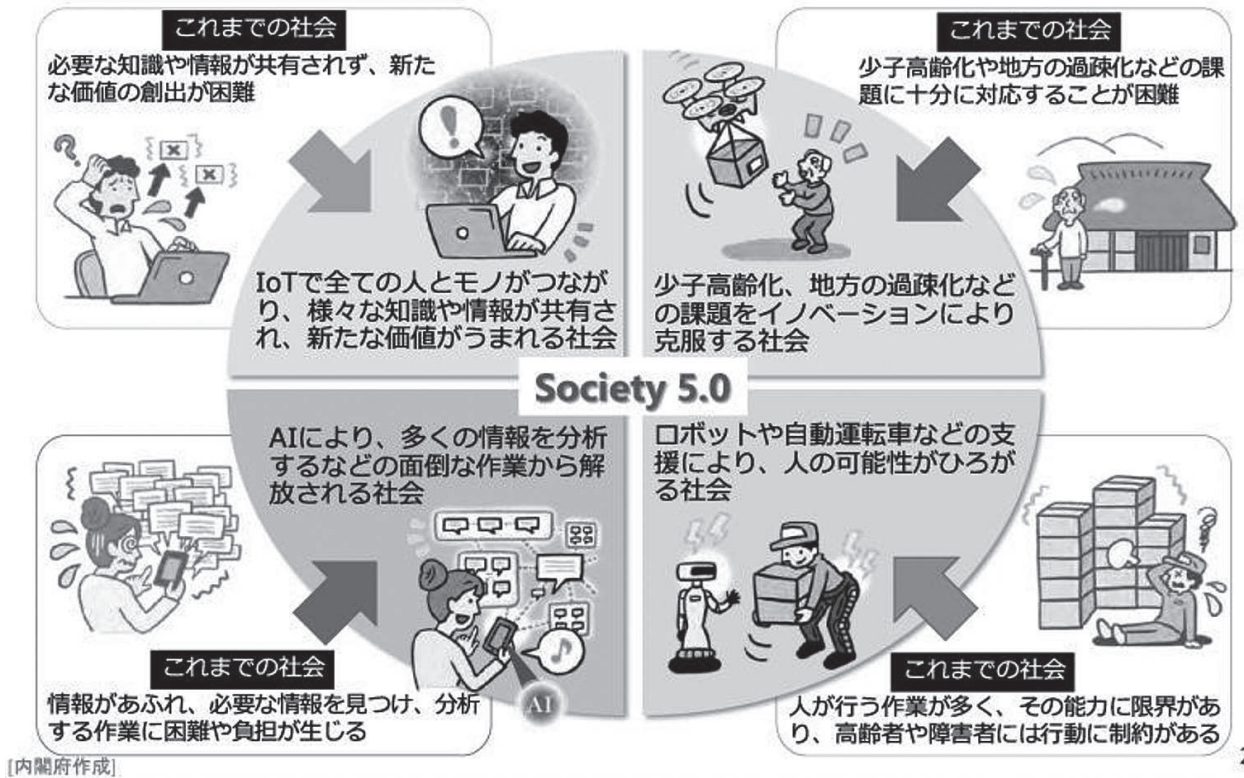 これまでの社会
必要な知識や情報が共有されず、新た
な価値の創出が困難
これまでの社会
少子高齢化や地方の過疎化などの課
題に十分に対応することが困難
IoTで全ての人とモノがつなが
り、様々な知識や情報が共有さ
れ、新たな価値がうまれる社会
少子高齢化、地方の過疎化など
の課題をイノベーションにより
克服する社会
Society 5.0
AIにより、多くの情報を分析
するなどの面倒な作業から解
放される社会
ロボットや自動運転車などの支
援により、人の可能性がひろが
る社会
AI
これまでの社会
情報があふれ、必要な情報を見つけ、分析
する作業に困難や負担が生じる
これまでの社会
人が行う作業が多く、その能力に限界があ
り、高齢者や障害者には行動に制約がある
[内閣府作成]